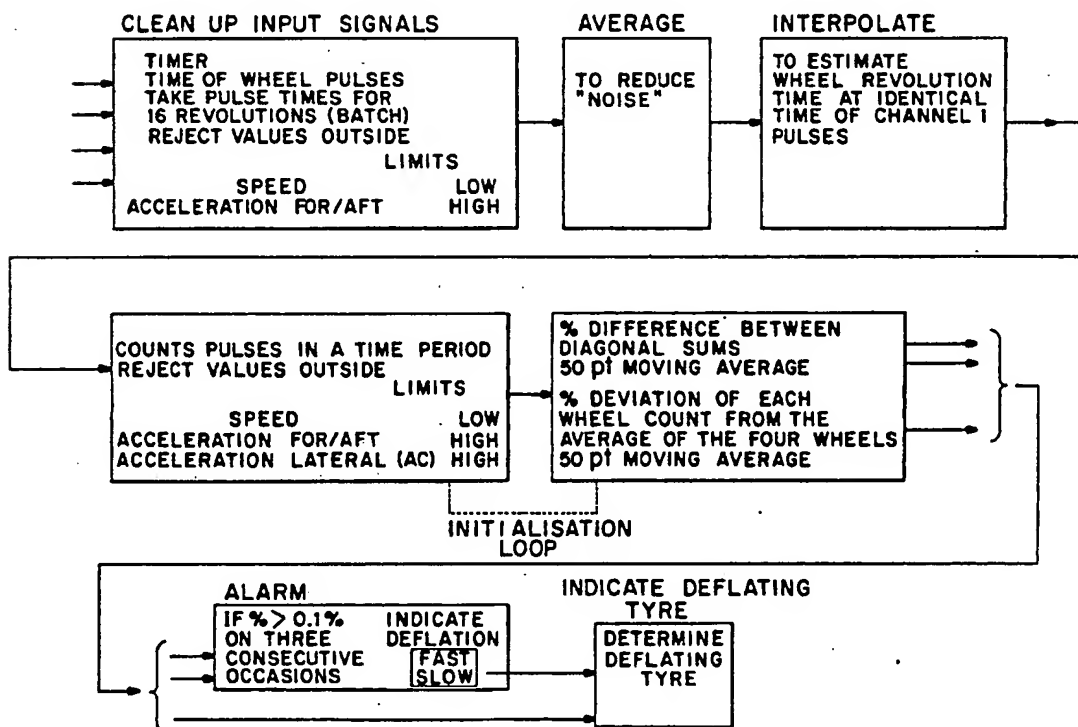 CLEAN UP INPUT SIGNALS
TIMER
TIME OF WHEEL PULSES
TAKE PULSE TIMES FOR
16 REVOLUTIONS (BATCH)
REJECT VALUES OUTSIDE
LIMITS
SPEED LOW
ACCELERATION FOR/AFT HIGH
AVERAGE
TO REDUCE
"NOISE"
INTERPOLATE
TO ESTIMATE
WHEEL REVOLUTION
TIME AT IDENTICAL
TIME OF CHANNEL 1
PULSES
COUNTS PULSES IN A TIME PERIOD
REJECT VALUES OUTSIDE
LIMITS
SPEED LOW
ACCELERATION FOR/AFT HIGH
ACCELERATION LATERAL (AC) HIGH
% DIFFERENCE BETWEEN
DIAGONAL SUMS
50 pt MOVING AVERAGE
% DEVIATION OF EACH
WHEEL COUNT FROM THE
AVERAGE OF THE FOUR WHEELS
50 pt MOVING AVERAGE
INITIALISATION
LOOP
ALARM
IF % > 0.1%
ON THREE
CONSECUTIVE
OCCASIONS
INDICATE
DEFLATION
FAST
SLOW
INDICATE DEFLATING
TYRE
DETERMINE
DEFLATING
TYRE